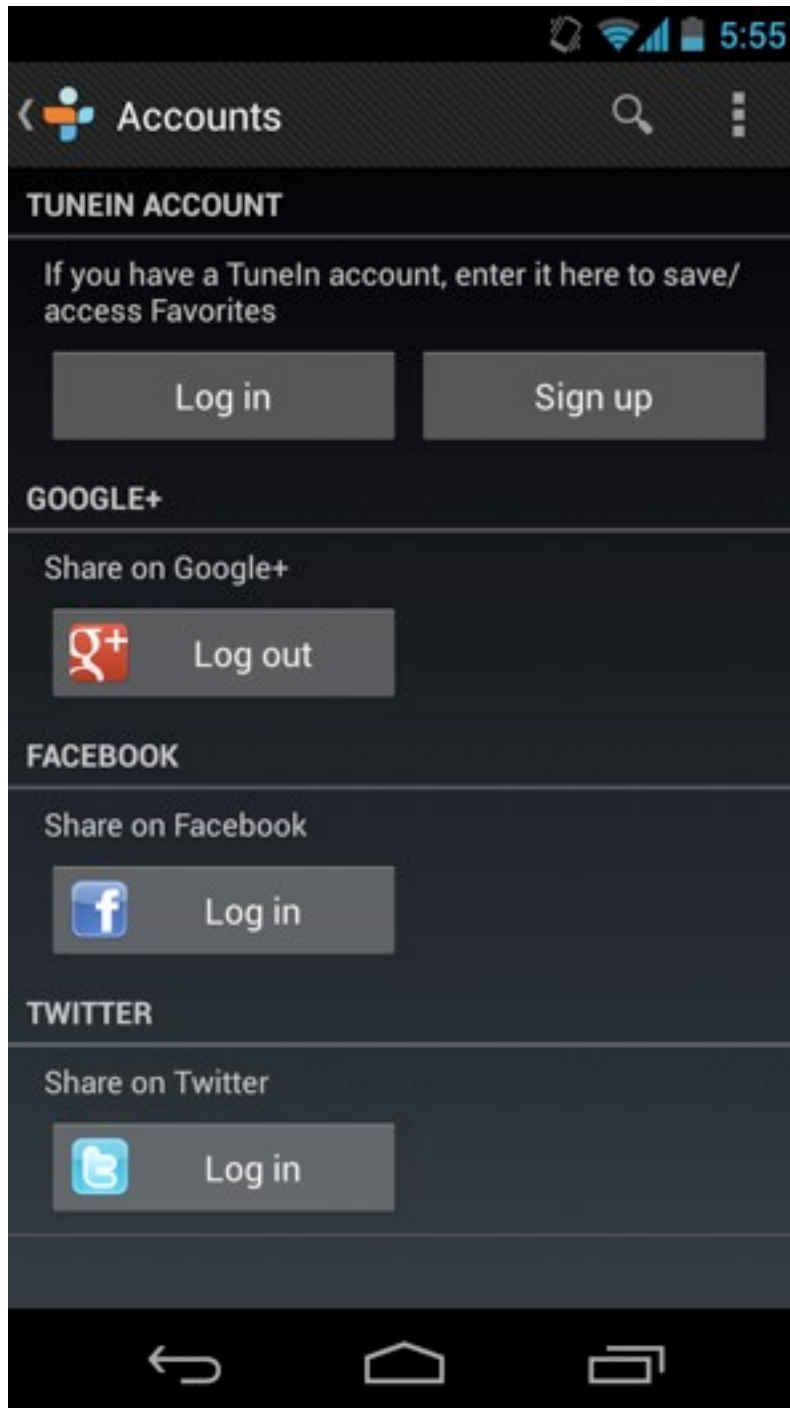 5:55
Accounts
TUNEIN ACCOUNT
If you have a TuneIn account, enter it here to save/
access Favorites
Log in
Sign up
GOOGLE+
Share on Google+
g+ Log out
FACEBOOK
Share on Facebook
f Log in
TWITTER
Share on Twitter
t Log in